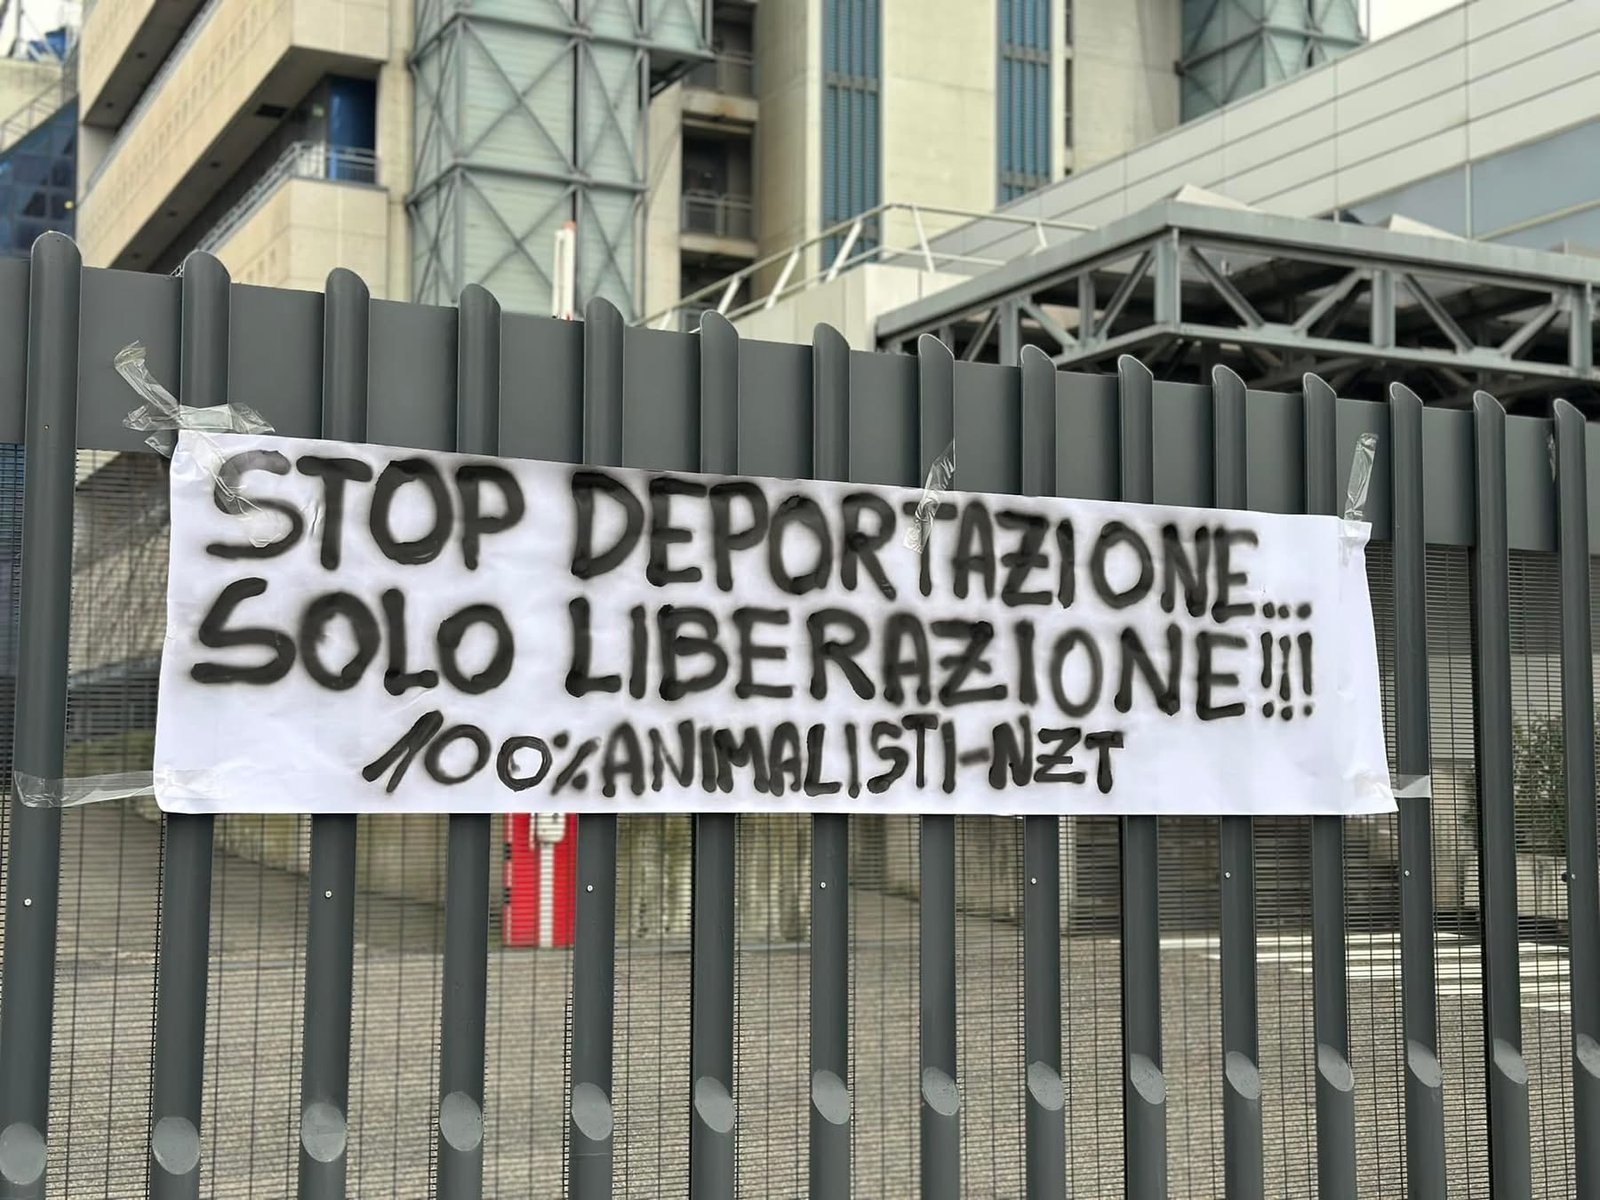 STOP DEPORTAZIONE...
SOLO LIBERAZIONE!!!
100%ANIMALISTI-NZT